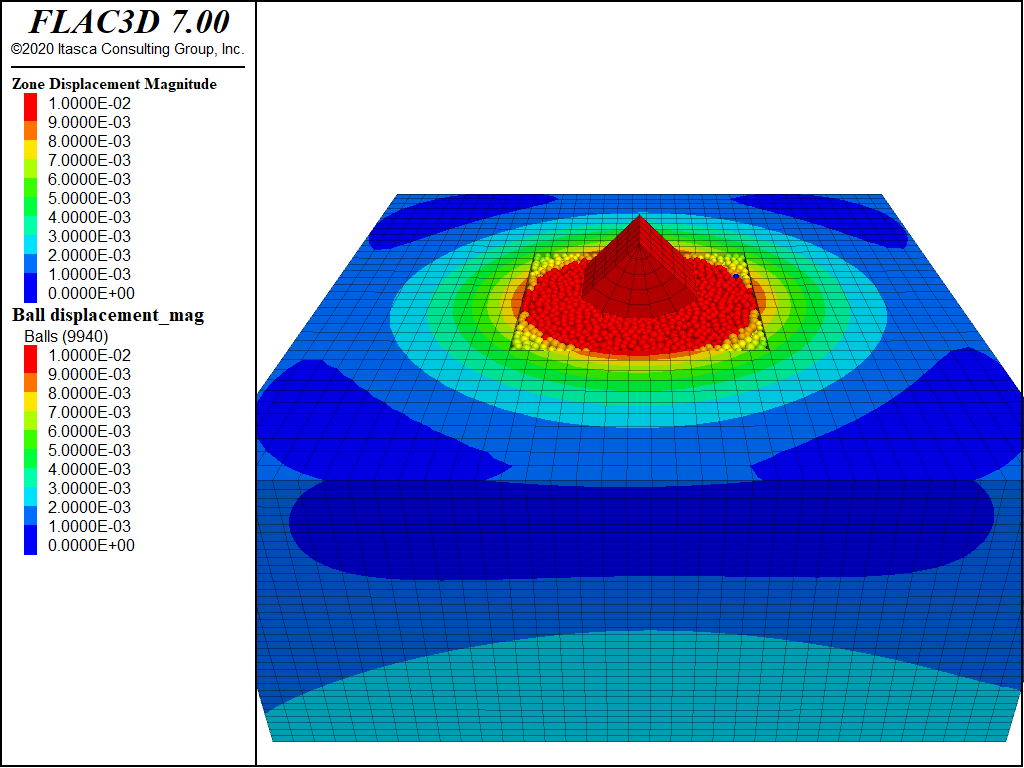 FLAC3D 7.00
©2020 Itasca Consulting Group, Inc.
Zone Displacement Magnitude
1.0000E-02
9.0000E-03
8.0000E-03
7.0000E-03
6.0000E-03
5.0000E-03
4.0000E-03
3.0000E-03
2.0000E-03
1.0000E-03
0.0000E+00
Ball displacement_mag
Balls (9940)
1.0000E-02
9.0000E-03
8.0000E-03
7.0000E-03
6.0000E-03
5.0000E-03
4.0000E-03
3.0000E-03
2.0000E-03
1.0000E-03
0.0000E+00